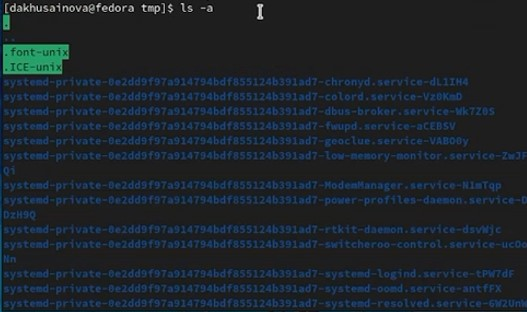 [dakhusainova@fedora tmp]$ ls -a
.
..
.font-unix
.ICE-unix
systemd-private-0e2dd9f97a914794bdf855124b391ad7-chronyd.service-dL1IH4
systemd-private-0e2dd9f97a914794bdf855124b391ad7-colord.service-Vz0KmD
systemd-private-0e2dd9f97a914794bdf855124b391ad7-dbus-broker.service-Wk7Z0S
systemd-private-0e2dd9f97a914794bdf855124b391ad7-fwupd.service-aCEBSV
systemd-private-0e2dd9f97a914794bdf855124b391ad7-geoclue.service-VABO0y
systemd-private-0e2dd9f97a914794bdf855124b391ad7-low-memory-monitor.service-ZwJF
Qi
systemd-private-0e2dd9f97a914794bdf855124b391ad7-ModemManager.service-N1mTqp
systemd-private-0e2dd9f97a914794bdf855124b391ad7-power-profiles-daemon.service-D
DzH9Q
systemd-private-0e2dd9f97a914794bdf855124b391ad7-rtkit-daemon.service-dsvWjc
systemd-private-0e2dd9f97a914794bdf855124b391ad7-switcheroo-control.service-ucOo
Nn
systemd-private-0e2dd9f97a914794bdf855124b391ad7-systemd-logind.service-tPW7dF
systemd-private-0e2dd9f97a914794bdf855124b391ad7-systemd-oomd.service-antfFX
systemd-private-0e2dd9f97a914794bdf855124b391ad7-systemd-resolved.service-6W2UnW